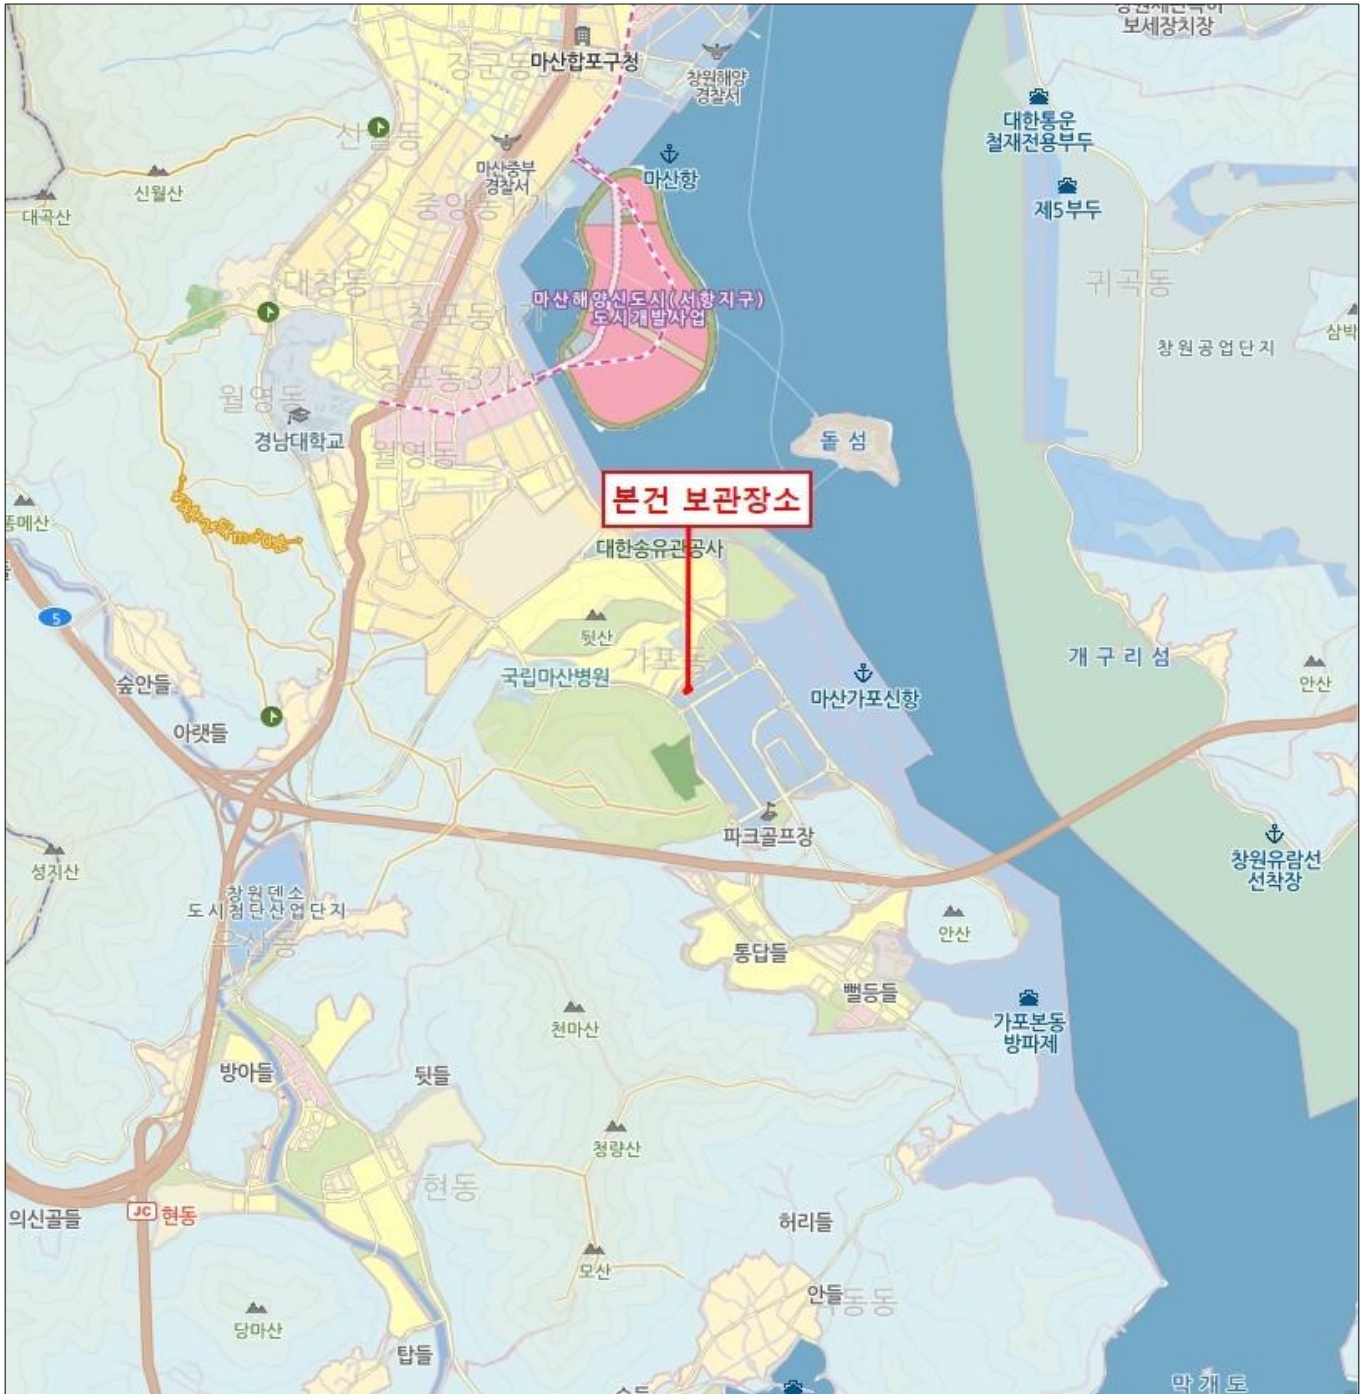 보세장치장
마산합포구청
장군동
창원해양
경찰서
대한통운
철재전용부두
신월동
마산중부
경찰서
마산항
신월산
제5부두
대곡산
중앙동1가
대창동
귀곡동
마산해양신도시(서항지구)
도시개발사업
창포동1가
창원공업단지
삼박
창포동3가
월영동
경남대학교
돝섬
월영동
본건 보관장소
대한송유관공사
5
뒷산
가포동
개구리섬
국립마산병원
안산
숲안들
마산가포신항
아랫들
파크골프장
성지산
창원유람선
선착장
창원덴소
도시첨단산업단지
우산동
안산
통답들
뻘등들
천마산
가포본동
방파제
방아들
뒷들
청량산
현동
의신골들
JC 현동
허리들
모산
안들
동동
당마산
탑들
막개도